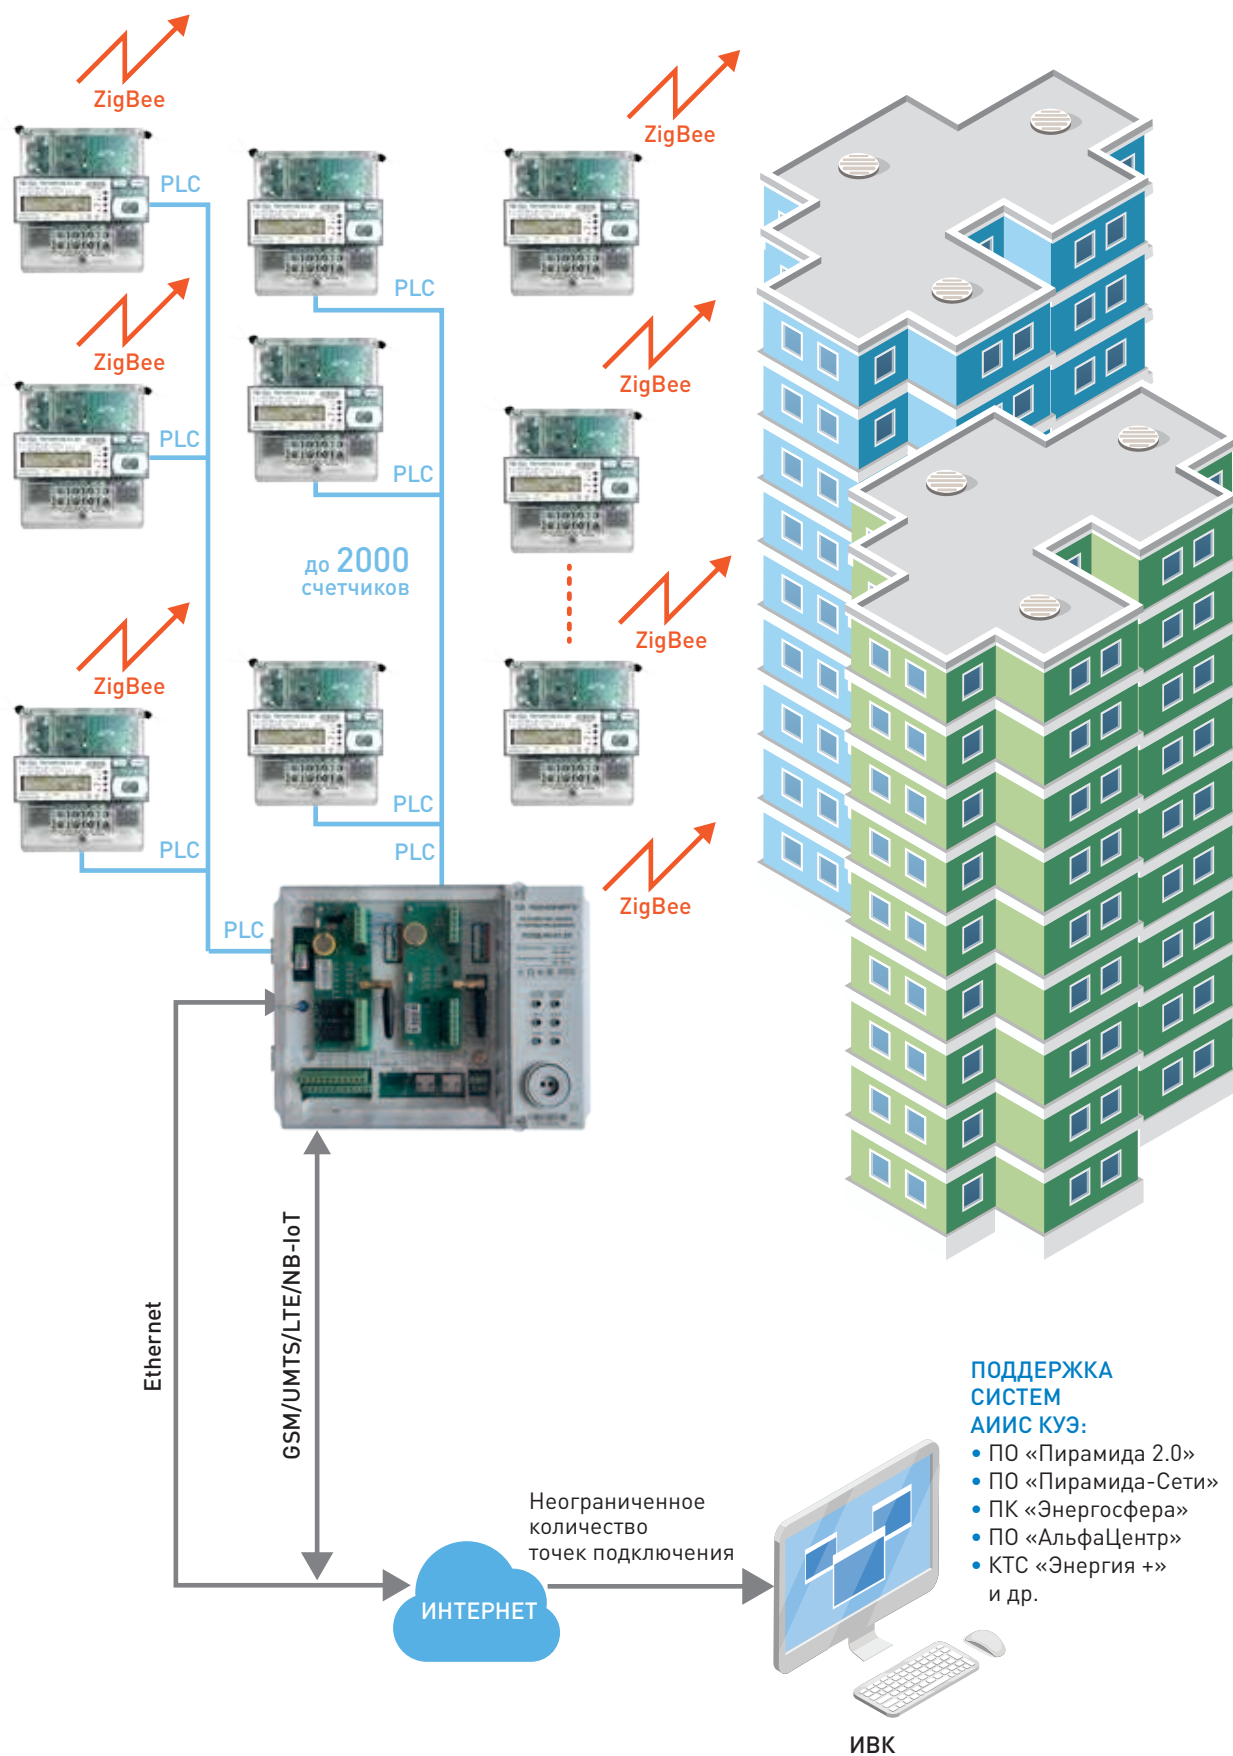 ZigBee
ZigBee
PLC
PLC
ZigBee
ZigBee
PLC
PLC
до 2000
счетчиков
ZigBee
ZigBee
PLC
PLC
PLC
ZigBee
PLC
Ethernet
GSM/UMTS/LTE/NB-IoT
Неограниченное
количество
точек подключения
ИНТЕРНЕТ
ПОДДЕРЖКА
СИСТЕМ
АИИС КУЭ:
• ПО «Пирамида 2.0»
• ПО «Пирамида-Сети»
• ПК «Энергосфера»
• ПО «АльфаЦентр»
• КТС «Энергия +»
и др.
ИВК